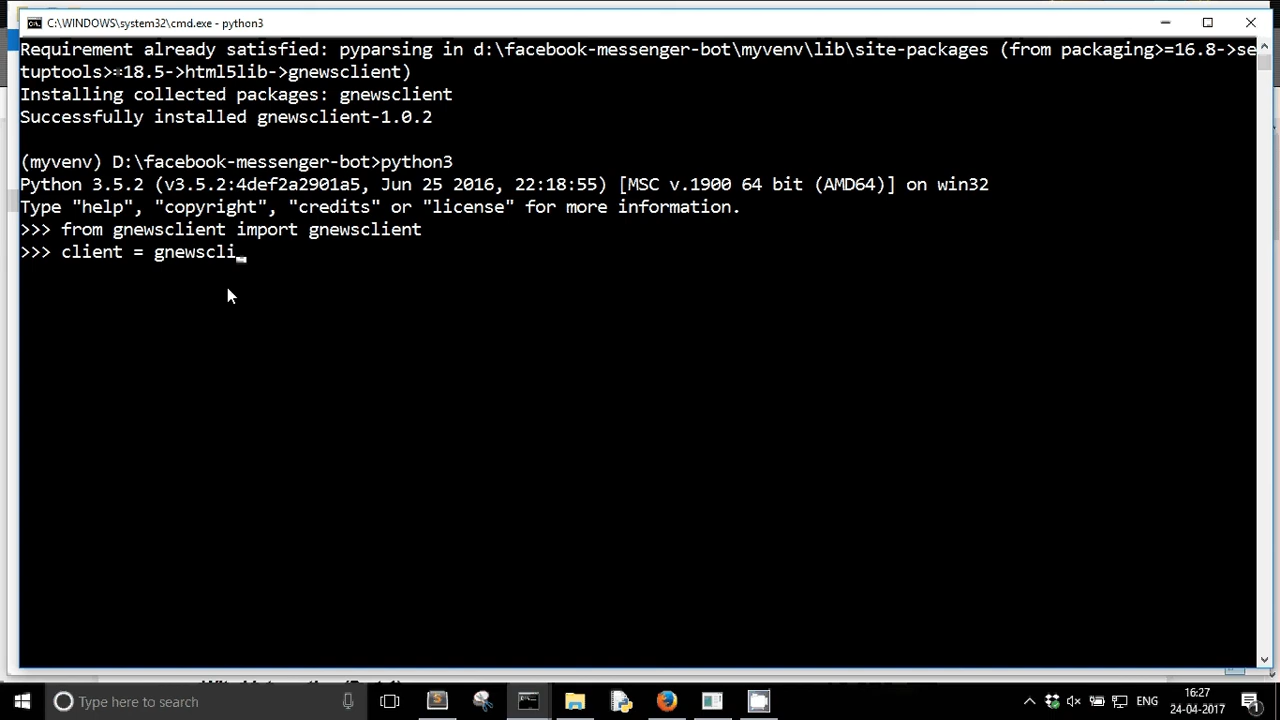 C:\WINDOWS\system32\cmd.exe - python3
Requirement already satisfied: pyparsing in d:\facebook-messenger-bot\myvenv\lib\site-packages (from packaging>=16.8->se
tuptools>=18.5->html5lib->gnewsclient)
Installing collected packages: gnewsclient
Successfully installed gnewsclient-1.0.2
(myvenv) D:\facebook-messenger-bot>python3
Python 3.5.2 (v3.5.2:4def2a2901a5, Jun 25 2016, 22:18:55) [MSC v.1900 64 bit (AMD64)] on win32
Type "help", "copyright", "credits" or "license" for more information.
>>> from gnewsclient import gnewsclient
>>> client = gnewscli_
Type here to search
ENG
16:27
24-04-2017
1